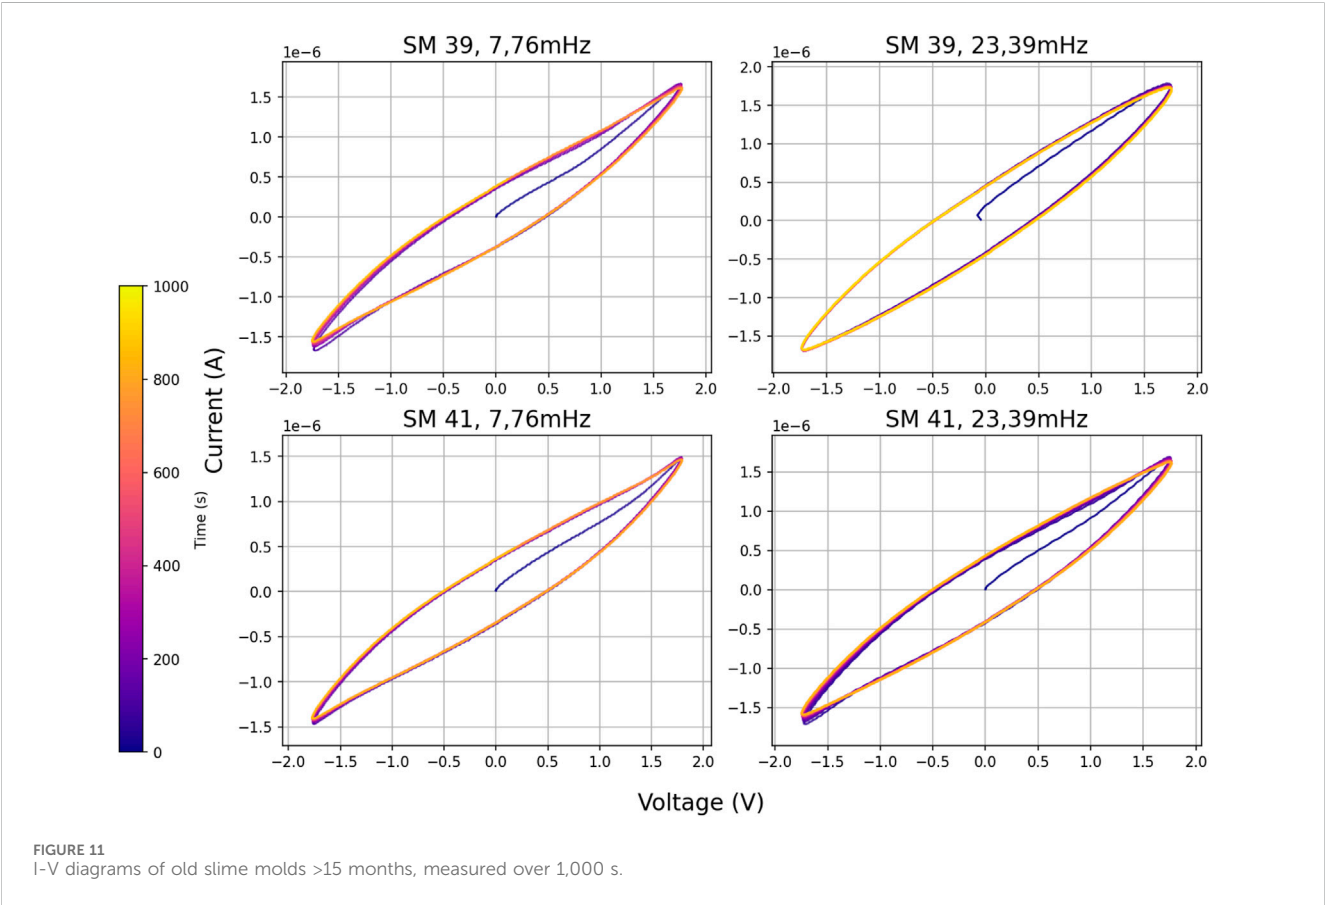 SM 39, 7,76mHz
1e−6
1.5
1.0
0.5
0.0
−0.5
−1.0
−1.5
−2.0 −1.5 −1.0 −0.5 0.0 0.5 1.0 1.5 2.0
SM 39, 23,39mHz
1e−6
2.0
1.5
1.0
0.5
0.0
−0.5
−1.0
−1.5
−2.0 −1.5 −1.0 −0.5 0.0 0.5 1.0 1.5 2.0
1000
800
600
400
200
0
Time (s)
Current (A)
SM 41, 7,76mHz
1e−6
1.5
1.0
0.5
0.0
−0.5
−1.0
−1.5
−2.0 −1.5 −1.0 −0.5 0.0 0.5 1.0 1.5 2.0
SM 41, 23,39mHz
1e−6
1.5
1.0
0.5
0.0
−0.5
−1.0
−1.5
−2.0 −1.5 −1.0 −0.5 0.0 0.5 1.0 1.5 2.0
Voltage (V)
FIGURE 11
I-V diagrams of old slime molds >15 months, measured over 1,000 s.